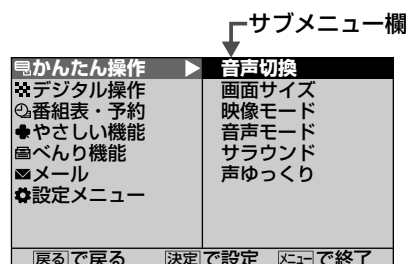 サブメニュー欄
かんたん操作 音声切換
デジタル操作 画面サイズ
番組表・予約 映像モード
やさしい機能 音声モード
べんり機能 サラウンド
メール 声ゆっくり
設定メニュー
戻るで戻る 決定で設定 メニューで終了